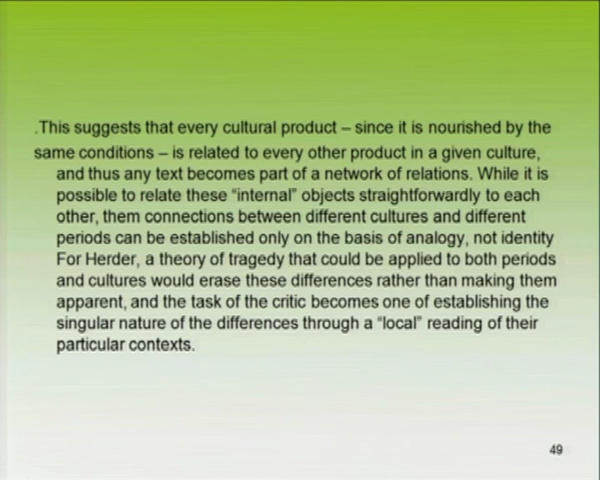 .This suggests that every cultural product – since it is nourished by the
same conditions – is related to every other product in a given culture,
and thus any text becomes part of a network of relations. While it is
possible to relate these “internal” objects straightforwardly to each
other, them connections between different cultures and different
periods can be established only on the basis of analogy, not identity
For Herder, a theory of tragedy that could be applied to both periods
and cultures would erase these differences rather than making them
apparent, and the task of the critic becomes one of establishing the
singular nature of the differences through a “local” reading of their
particular contexts.
49